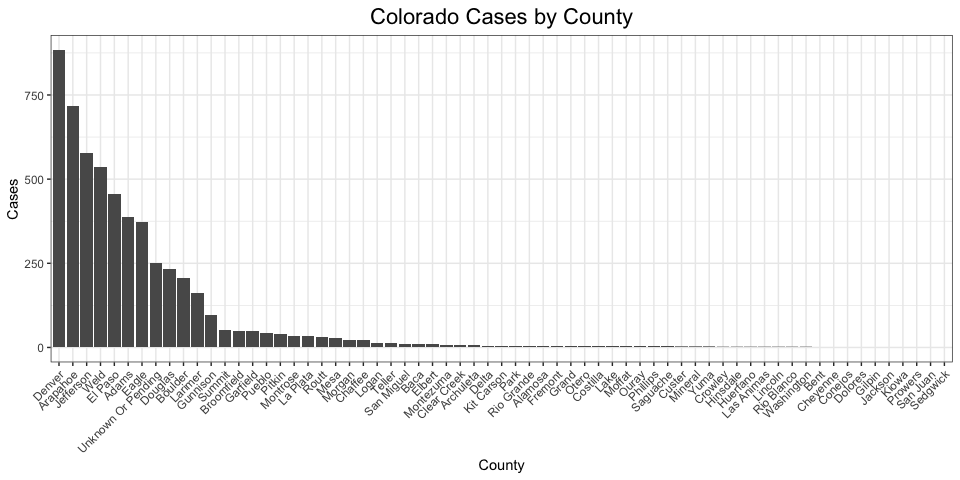 Colorado Cases by County
Cases
750
500
250
0
Denver
Arapahoe
Jefferson
Weld
El Paso
Adams
Eagle
Unknown Or Pending
Douglas
Boulder
Larimer
Gunnison
Summit
Broomfield
Garfield
Pueblo
Pitkin
Montrose
La Plata
Routt
Mesa
Morgan
Chaffee
Logan
Teller
San Miguel
Baca
Elbert
Montezuma
Clear Creek
Archuleta
Delta
Kit Carson
Park
Rio Grande
Alamosa
Fremont
Grand
Otero
Costilla
Lake
Moffat
Ouray
Phillips
Saguache
Custer
Mineral
Yuma
Crowley
Hinsdale
Huerfano
Las Animas
Lincoln
Rio Blanco
Washington
Bent
Cheyenne
Conejos
Dolores
Gilpin
Jackson
Kiowa
Prowers
San Juan
Sedgwick
County